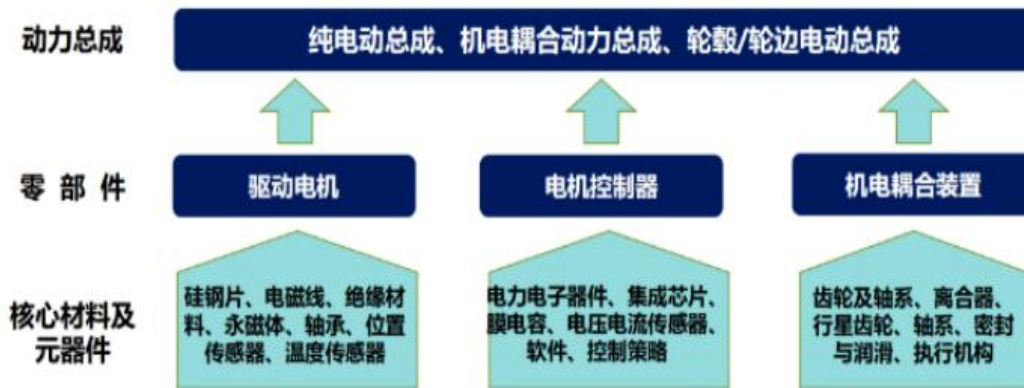 动力总成
纯电动总成、机电耦合动力总成、轮毂/轮边电动总成
零部件
驱动电机
电机控制器
机电耦合装置
核心材料及
元器件
硅钢片、电磁线、绝缘材
料、永磁体、轴承、位置
传感器、温度传感器
电力电子器件、集成芯片、
膜电容、电压电流传感器、
软件、控制策略
齿轮及轴系、离合器、
行星齿轮、轴系、密封
与润滑、执行机构